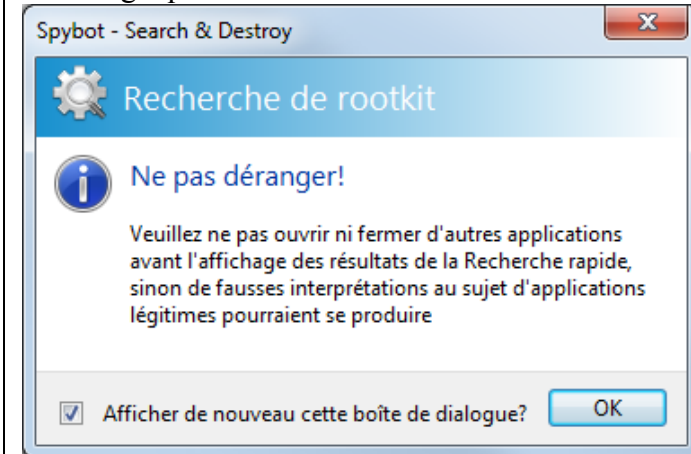 Spybot - Search & Destroy
Recherche de rootkit
Ne pas déranger!
Veuillez ne pas ouvrir ni fermer d'autres applications
avant l'affichage des résultats de la Recherche rapide,
sinon de fausses interprétations au sujet d'applications
légitimes pourraient se produire
Afficher de nouveau cette boîte de dialogue?
OK